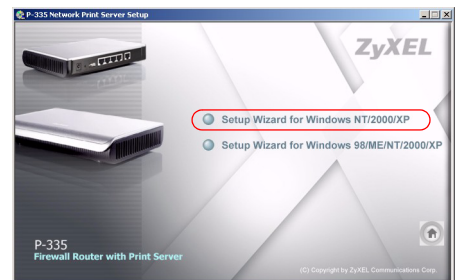 P-335 Network Print Server Setup
ZyXEL
Setup Wizard for Windows NT/2000/XP
Setup Wizard for Windows 98/ME/NT/2000/XP
P-335
Firewall Router with Print Server
(C) Copyright by ZyXEL Communications Corp.